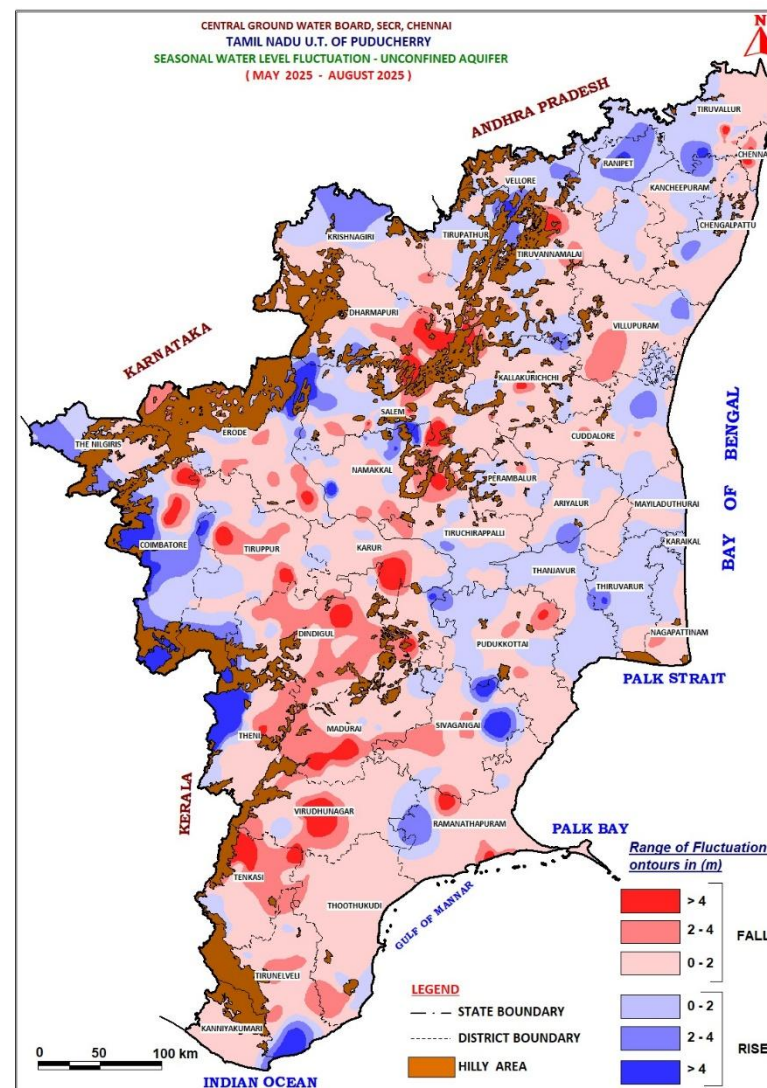 CENTRAL GROUND WATER BOARD, SECR, CHENNAI
TAMIL NADU U.T. OF PUDUCHERRY
SEASONAL WATER LEVEL FLUCTUATION - UNCONFINED AQUIFER
( MAY 2025 - AUGUST 2025 )
N
ANDHRA PRADESH
TIRUVALLUR
CHENNAI
RANIPET
VELLORE
KANCHEEPURAM
CHENGALPATTU
KRISHNAGIRI
TIRUPATHUR
TIRUVANNAMALAI
DHARMAPURI
VILLUPURAM
KARNATAKA
KALLAKURICHCHI
SALEM
CUDDALORE
THE NILGIRIS
ERODE
NAMAKKAL
PERAMBALUR
ARIYALUR
MAYILADUTHURAI
BAY OF BENGAL
TIRUCHIRAPPALLI
KARAIKAL
COIMBATORE
TIRUPPUR
KARUR
THANJAVUR
THIRUVARUR
DINDIGUL
PUDUKKOTTAI
NAGAPATTINAM
PALK STRAIT
THENI
MADURAI
SIVAGANGAI
KERALA
VIRUDHUNAGAR
RAMANATHAPURAM
PALK BAY
TENKASI
THOOTHUKUDI
GULF OF MANNAR
TIRUNELVELI
KANNIYAKUMARI
INDIAN OCEAN
0 50 100 km
LEGEND
STATE BOUNDARY
DISTRICT BOUNDARY
HILLY AREA
Range of Fluctuation
ontours in (m)
> 4
2 - 4
0 - 2
FALL
0 - 2
2 - 4
> 4
RISE